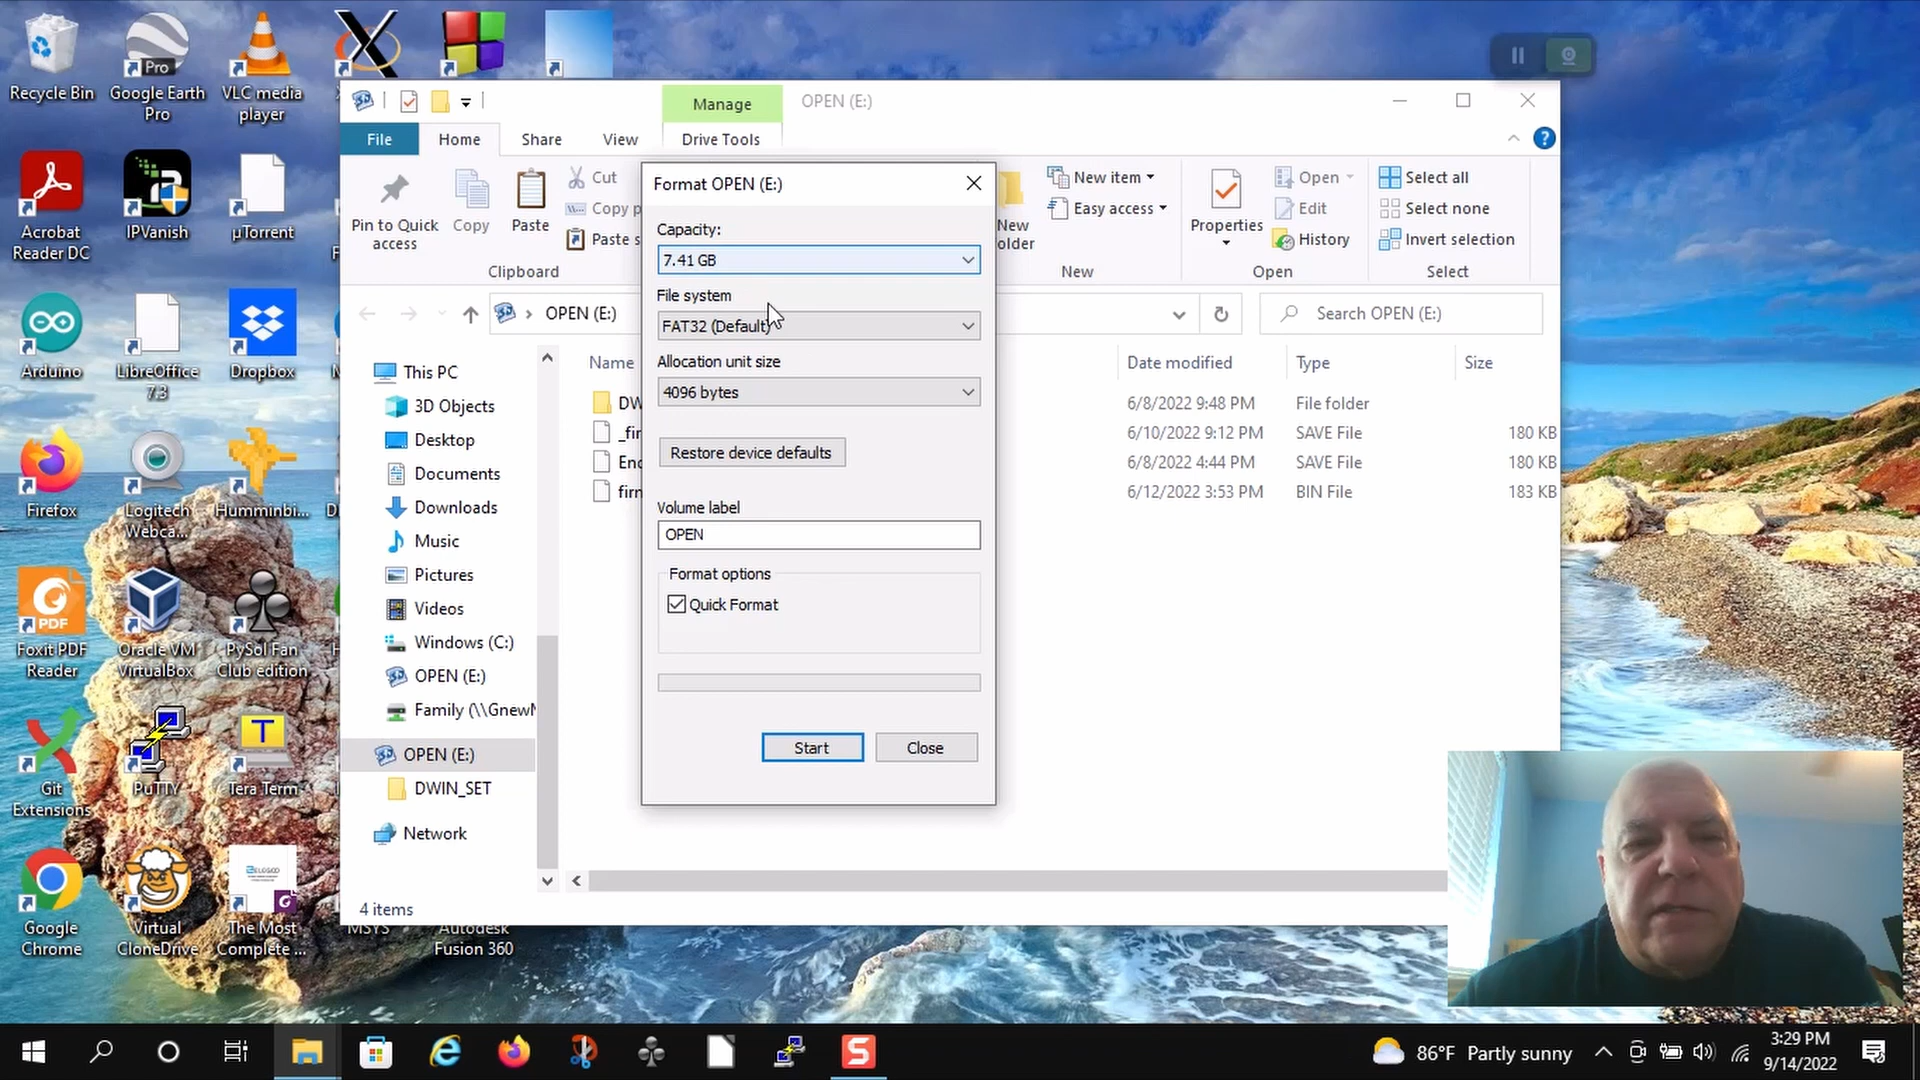 Recycle Bin
Google Earth
Pro
VLC media
player
Acrobat
Reader DC
IPVanish
µTorrent
Arduino
LibreOffice
7.3
Dropbox
Firefox
Logitech
Webca...
Humminbi...
Foxit PDF
Reader
Oracle VM
VirtualBox
PySol Fan
Club edition
Git
Extensions
PuTTY
Tera Term
Google
Chrome
Virtual
CloneDrive
The Most
Complete ...
MSYS
Autodesk
Fusion 360
Manage
OPEN (E:)
File
Home
Share
View
Drive Tools
Pin to Quick
access
Copy
Paste
Cut
Copy p
Paste s
Clipboard
New
older
New item
Easy access
New
Properties
Open
Edit
History
Open
Select all
Select none
Invert selection
Select
OPEN (E:)
Search OPEN (E:)
This PC
3D Objects
Desktop
Documents
Downloads
Music
Pictures
Videos
Windows (C:)
OPEN (E:)
Family (\\Gnew
OPEN (E:)
DWIN_SET
Network
4 items
Name
Date modified
Type
Size
DW
6/8/2022 9:48 PM
File folder
_fir
6/10/2022 9:12 PM
SAVE File
180 KB
Enc
6/8/2022 4:44 PM
SAVE File
180 KB
firn
6/12/2022 3:53 PM
BIN File
183 KB
Format OPEN (E:)
Capacity:
7.41 GB
File system
FAT32 (Default)
Allocation unit size
4096 bytes
Restore device defaults
Volume label
OPEN
Format options
Quick Format
Start
Close
86°F Partly sunny
3:29 PM
9/14/2022